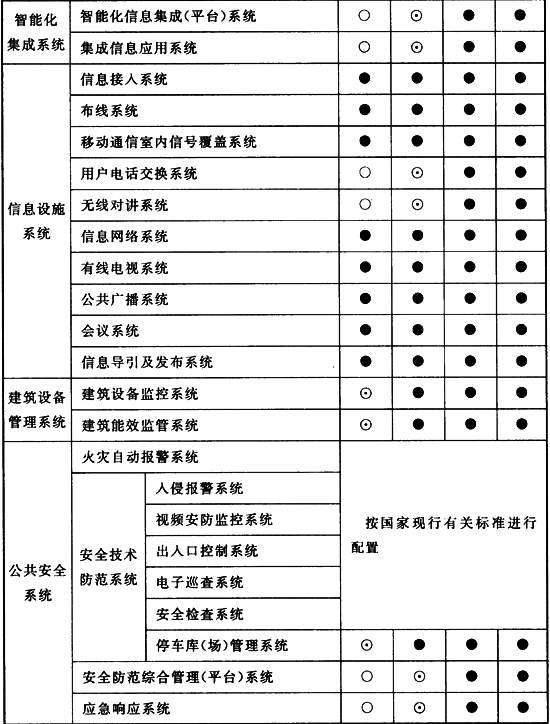 智能化
集成系统
智能化信息集成(平台)系统 ○ ⊙ ● ●
集成信息应用系统 ○ ⊙ ● ●
信息设施
系统
信息接入系统 ● ● ● ●
布线系统 ● ● ● ●
移动通信室内信号覆盖系统 ● ● ● ●
用户电话交换系统 ○ ⊙ ● ●
无线对讲系统 ○ ⊙ ● ●
信息网络系统 ● ● ● ●
有线电视系统 ● ● ● ●
公共广播系统 ● ● ● ●
会议系统 ● ● ● ●
信息导引及发布系统 ● ● ● ●
建筑设备
管理系统
建筑设备监控系统 ⊙ ● ● ●
建筑能效监管系统 ⊙ ● ● ●
公共安全
系统
火灾自动报警系统
安全技术
防范系统
入侵报警系统
视频安防监控系统
出入口控制系统
电子巡查系统
安全检查系统
按国家现行有关标准进行
配置
停车库(场)管理系统 ⊙ ● ● ●
安全防范综合管理(平台)系统 ○ ⊙ ● ●
应急响应系统 ○ ⊙ ● ●